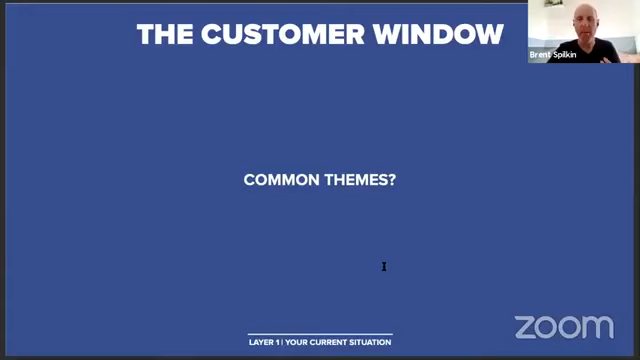 THE CUSTOMER WINDOW
Brent Spilkin
COMMON THEMES?
zoom
LAYER 1 | YOUR CURRENT SITUATION